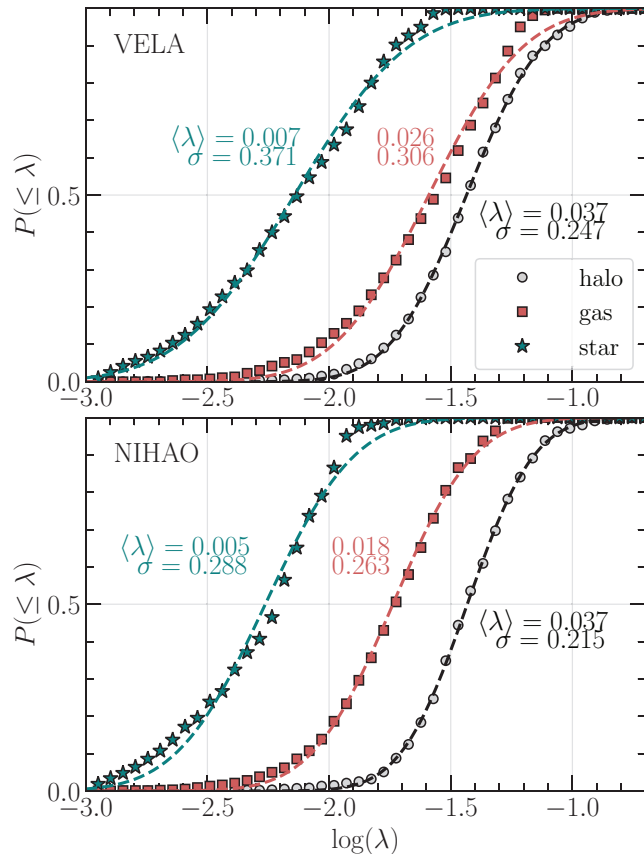 VELA
⟨λ⟩ = 0.007 0.026
σ = 0.371 0.306
⟨λ⟩ = 0.037
σ = 0.247
halo
gas
star
P(≤ λ)
0.5
0.0
−3.0 −2.5 −2.0 −1.5 −1.0
NIHAO
⟨λ⟩ = 0.005 0.018
σ = 0.288 0.263
⟨λ⟩ = 0.037
σ = 0.215
P(≤ λ)
0.5
0.0
−3.0 −2.5 −2.0 −1.5 −1.0
log(λ)